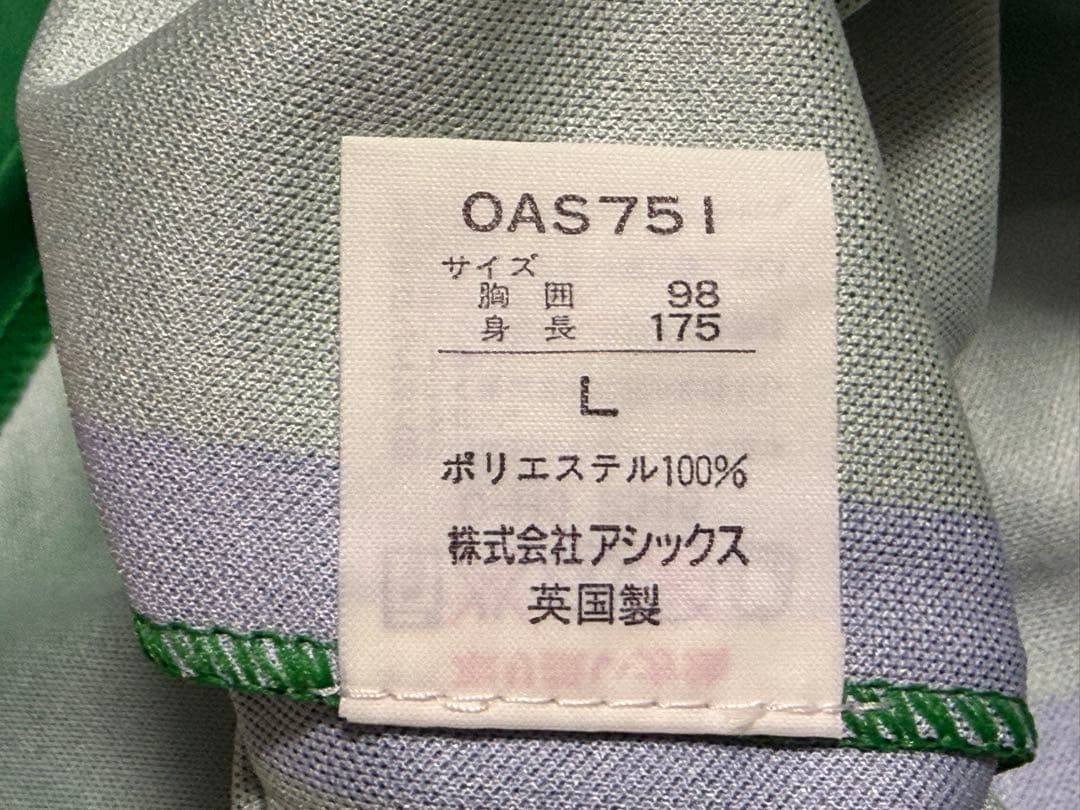 OAS751
サイズ
胸囲 98
身長 175
L
ポリエステル100%
株式会社アシックス
英国製